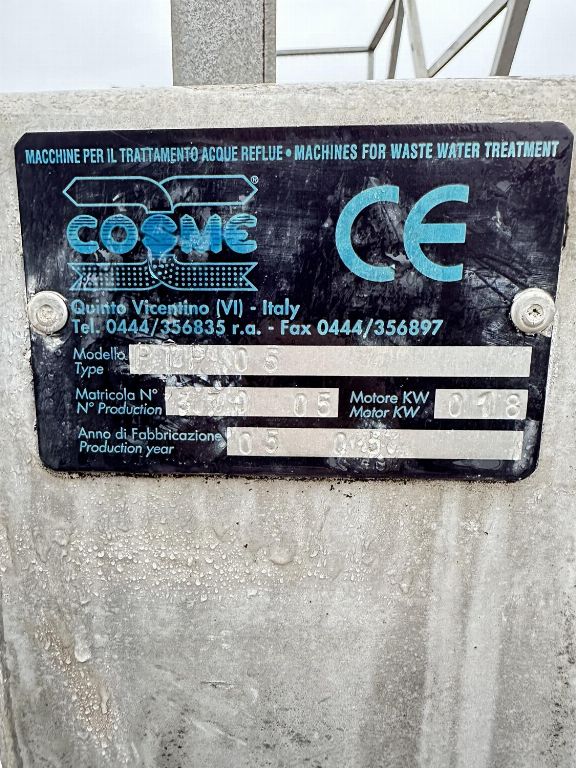 MACCHINE PER IL TRATTAMENTO ACQUE REFLUE • MACHINES FOR WASTE WATER TREATMENT
COSME ®
CE
Quinto Vicentino (VI) - Italy
Tel. 0444/356835 r.a. - Fax 0444/356897
Modello
Type
Matricola N° 05 Motore KW 018
N° Production Motor KW
Anno di Fabbricazione 05
Production year